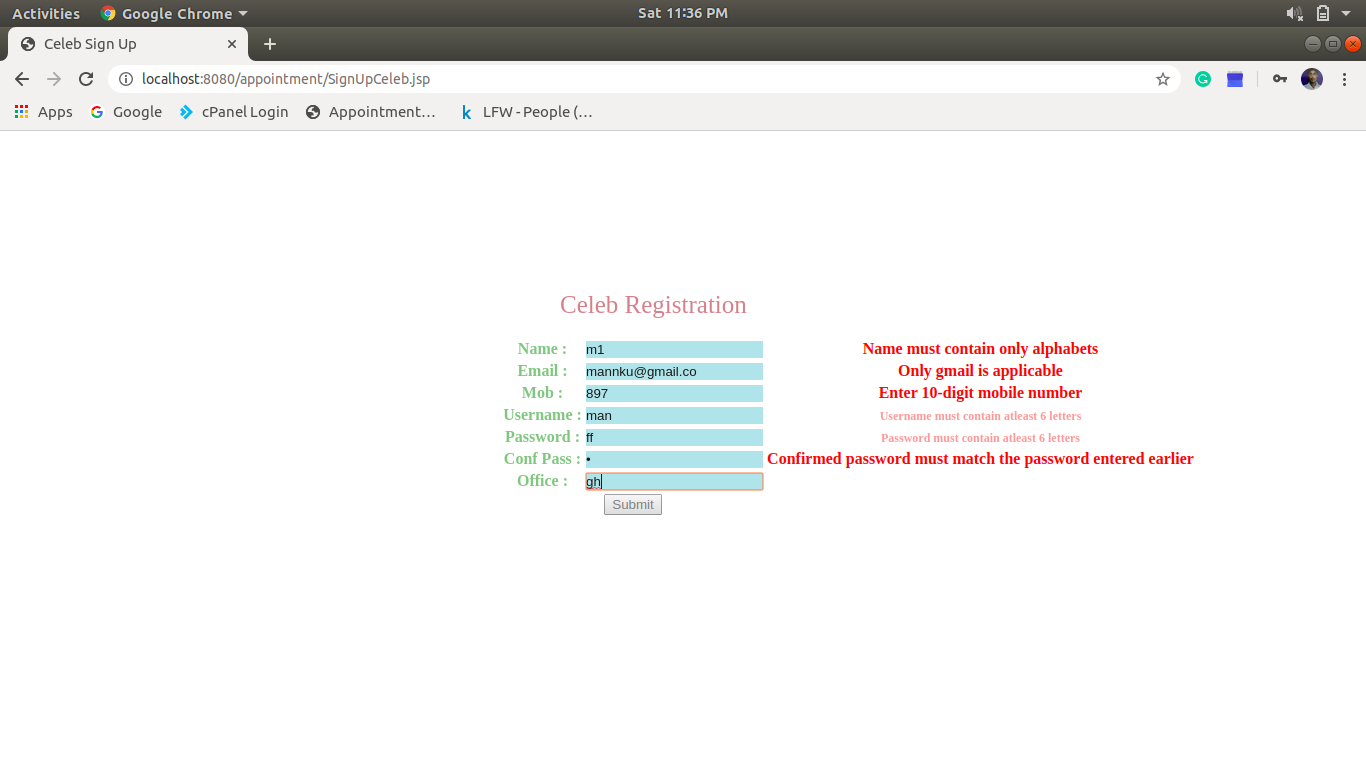 Activities Google Chrome Sat 11:36 PM
Celeb Sign Up
localhost:8080/appointment/SignUpCeleb.jsp
Apps Google cPanel Login Appointment… LFW - People (…
Celeb Registration
Name : m1 Name must contain only alphabets
Email : mannku@gmail.co Only gmail is applicable
Mob : 897 Enter 10-digit mobile number
Username : man Username must contain atleast 6 letters
Password : ff Password must contain atleast 6 letters
Conf Pass : • Confirmed password must match the password entered earlier
Office : gh
Submit